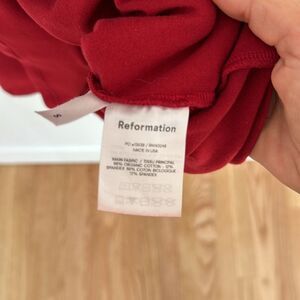 S
Reformation
MADE IN USA
MAIN FABRIC / TISSU PRINCIPAL
88% ORGANIC COTTON - 12%
SPANDEX 88% COTON BIOLOGIQUE
12% SPANDEX